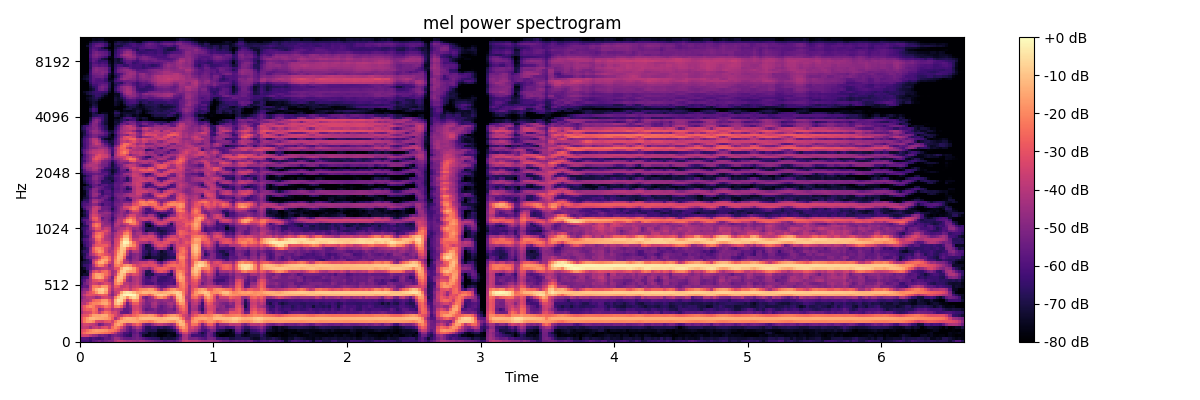 mel power spectrogram
8192
4096
2048
1024
512
0
Hz
0 1 2 3 4 5 6
Time
+0 dB
-10 dB
-20 dB
-30 dB
-40 dB
-50 dB
-60 dB
-70 dB
-80 dB